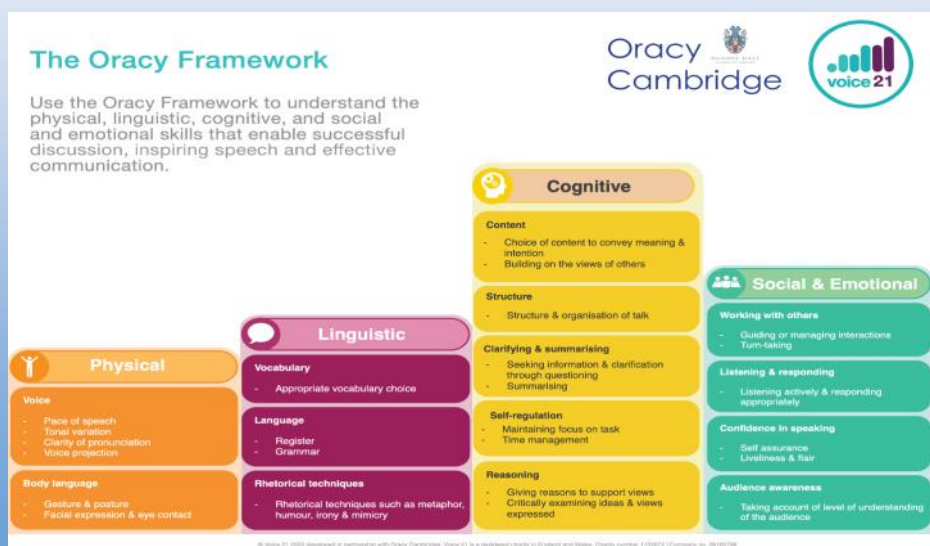 The Oracy Framework
Use the Oracy Framework to understand the
physical, linguistic, cognitive, and social
and emotional skills that enable successful
discussion, inspiring speech and effective
communication.
Oracy
Cambridge
voice 21
Physical
Voice
- Pace of speech
- Tonal variation
- Clarity of pronunciation
- Voice projection
Body language
- Gesture & posture
- Facial expression & eye contact
Linguistic
Vocabulary
- Appropriate vocabulary choice
Language
- Register
- Grammar
Rhetorical techniques
- Rhetorical techniques such as metaphor,
humour, irony & mimicry
Cognitive
Content
- Choice of content to convey meaning &
intention
- Building on the views of others
Structure
- Structure & organisation of talk
Clarifying & summarising
- Seeking information & clarification
through questioning
- Summarising
Self-regulation
- Maintaining focus on task
- Time management
Reasoning
- Giving reasons to support views
- Critically examining ideas & views
expressed
Social & Emotional
Working with others
- Guiding or managing interactions
- Turn-taking
Listening & responding
- Listening actively & responding
appropriately
Confidence in speaking
- Self assurance
- Liveliness & flair
Audience awareness
- Taking account of level of understanding
of the audience